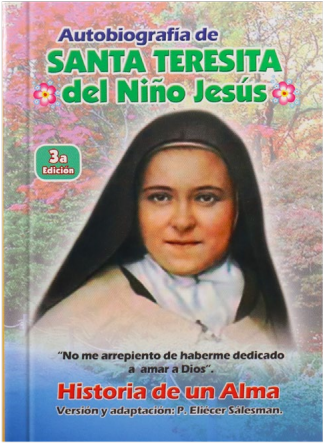 Autobiografía de
SANTA TERESITA
del Niño Jesús
3a
Edición
"No me arrepiento de haberme dedicado
a amar a Dios".
Historia de un Alma
Versión y adaptación: P. Eliécer Sálesman.